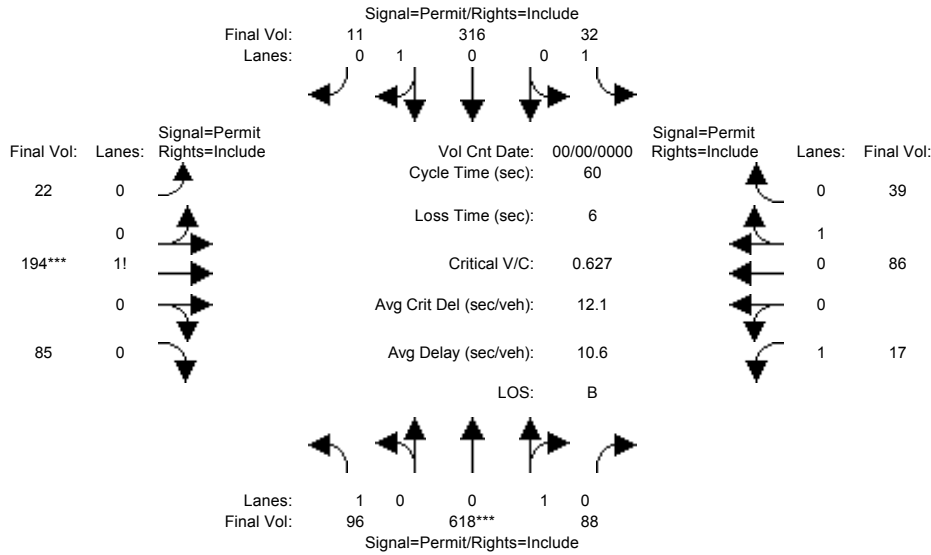 Signal=Permit/Rights=Include
Final Vol: 11 316 32
Lanes: 0 1 0 0 1
Signal=Permit Signal=Permit
Final Vol: Lanes: Rights=Include Vol Cnt Date: 00/00/0000 Rights=Include Lanes: Final Vol:
Cycle Time (sec): 60
22 0 0 39
Loss Time (sec): 6
0 1
194*** 1! Critical V/C: 0.627 0 86
0 Avg Crit Del (sec/veh): 12.1 0
85 0 Avg Delay (sec/veh): 10.6 1 17
LOS: B
Lanes: 1 0 0 1 0
Final Vol: 96 618*** 88
Signal=Permit/Rights=Include